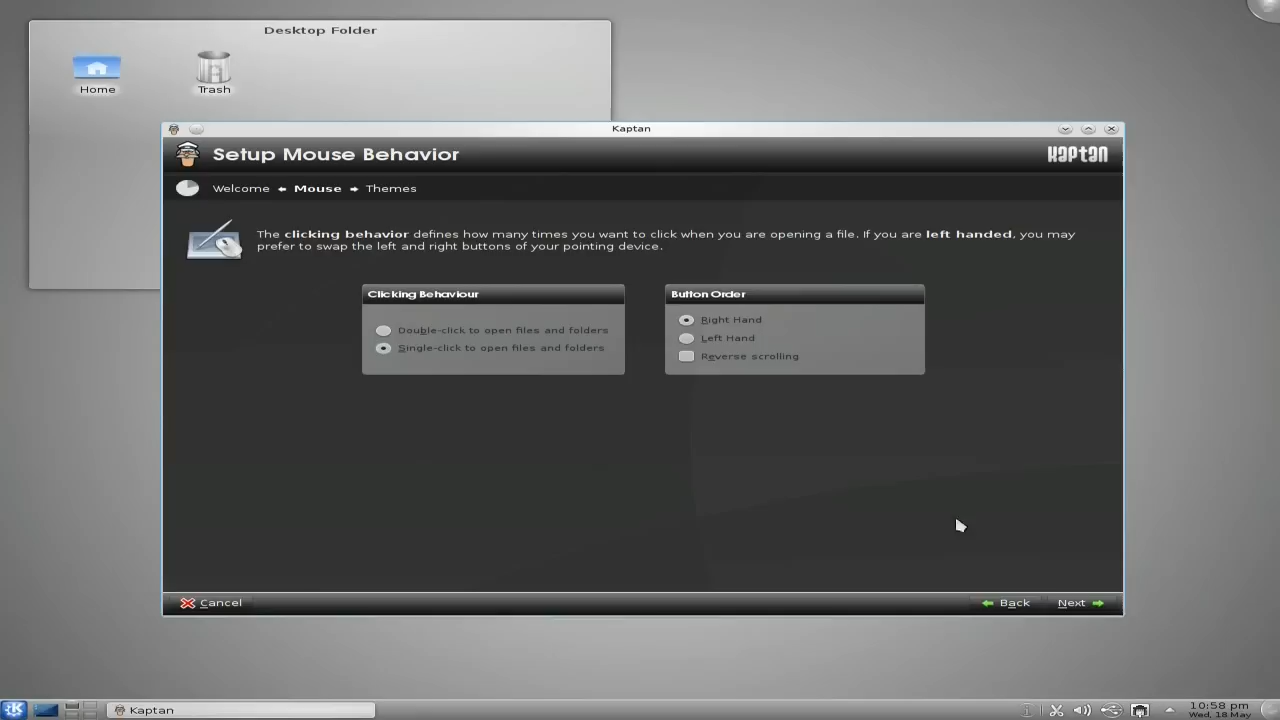 Desktop Folder
Home
Trash
Kaptan
Setup Mouse Behavior
Kaptan
Welcome Mouse Themes
The clicking behavior defines how many times you want to click when you are opening a file. If you are left handed, you may
prefer to swap the left and right buttons of your pointing device.
Clicking Behaviour
Double-click to open files and folders
Single-click to open files and folders
Button Order
Right Hand
Left Hand
Reverse scrolling
Cancel
Back
Next
Kaptan
10:58 pm
Wed, 18 May